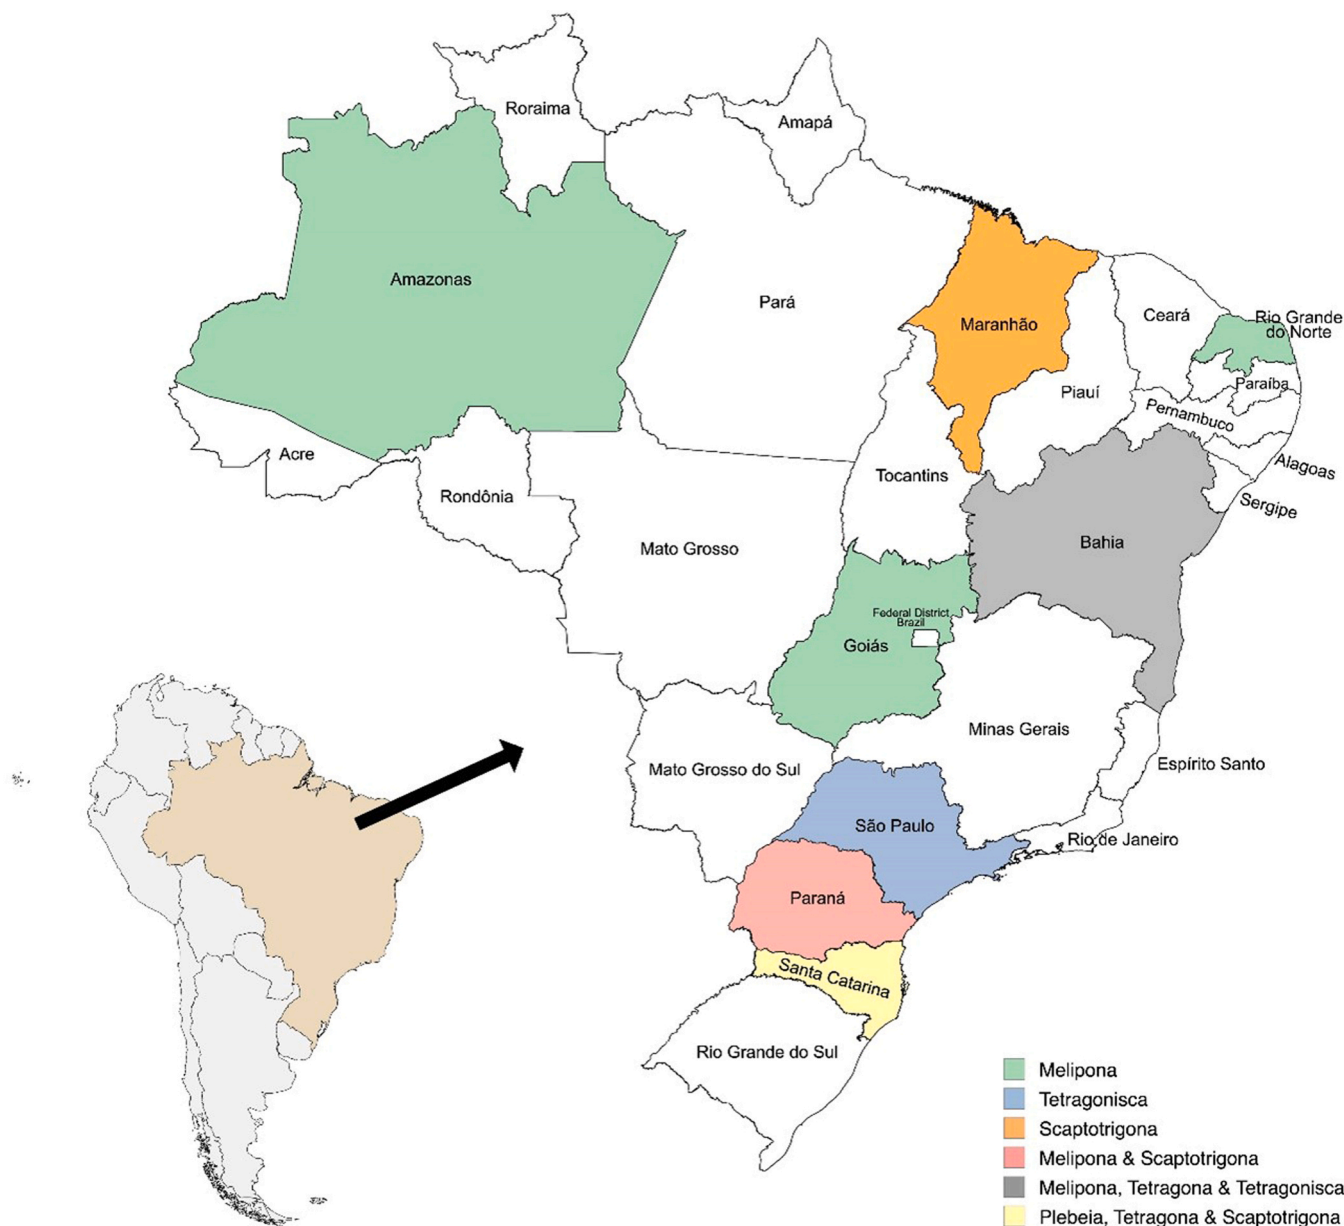 Roraima
Amapá
Amazonas
Pará
Maranhão
Ceará
Rio Grande
do Norte
Paraíba
Piauí
Pernambuco
Acre
Alagoas
Tocantins
Rondônia
Sergipe
Mato Grosso
Bahia
Federal District
Brazil
Goiás
Minas Gerais
Mato Grosso do Sul
Espírito Santo
São Paulo
Rio de Janeiro
Paraná
Santa Catarina
Rio Grande do Sul
Melipona
Tetragonisca
Scaptotrigona
Melipona & Scaptotrigona
Melipona, Tetragona & Tetragonisca
Plebeia, Tetragona & Scaptotrigona